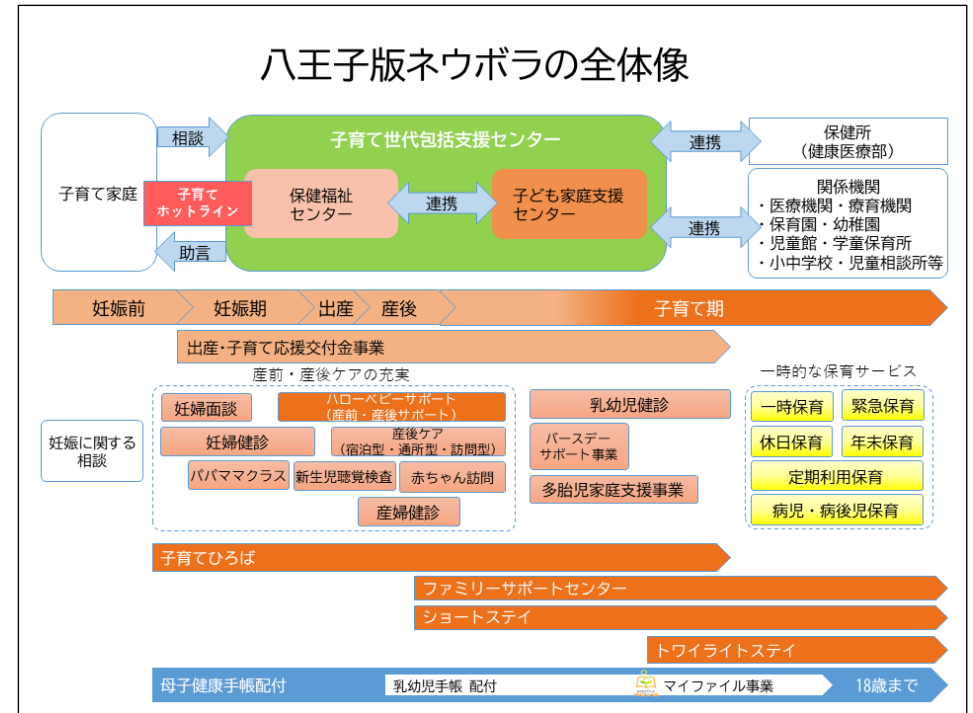 八王子版ネウボラの全体像
子育て家庭
相談
子育て
ホットライン
助言
子育て世代包括支援センター
保健福祉
センター
連携
子ども家庭支援
センター
連携
連携
保健所
(健康医療部)
関係機関
・医療機関・療育機関
・保育園・幼稚園
・児童館・学童保育所
・小中学校・児童相談所等
妊娠前
妊娠期
出産
産後
子育て期
出産・子育て応援交付金事業
産前・産後ケアの充実
一時的な保育サービス
妊娠に関する
相談
妊婦面談
ハローベビーサポート
(産前・産後サポート)
妊婦健診
産後ケア
(宿泊型・通所型・訪問型)
パパママクラス
新生児聴覚検査
赤ちゃん訪問
産婦健診
乳幼児健診
バースデー
サポート事業
多胎児家庭支援事業
一時保育
緊急保育
休日保育
年末保育
定期利用保育
病児・病後児保育
子育てひろば
ファミリーサポートセンター
ショートステイ
トワイライトステイ
母子健康手帳配付
乳幼児手帳 配付
マイファイル事業
18歳まで